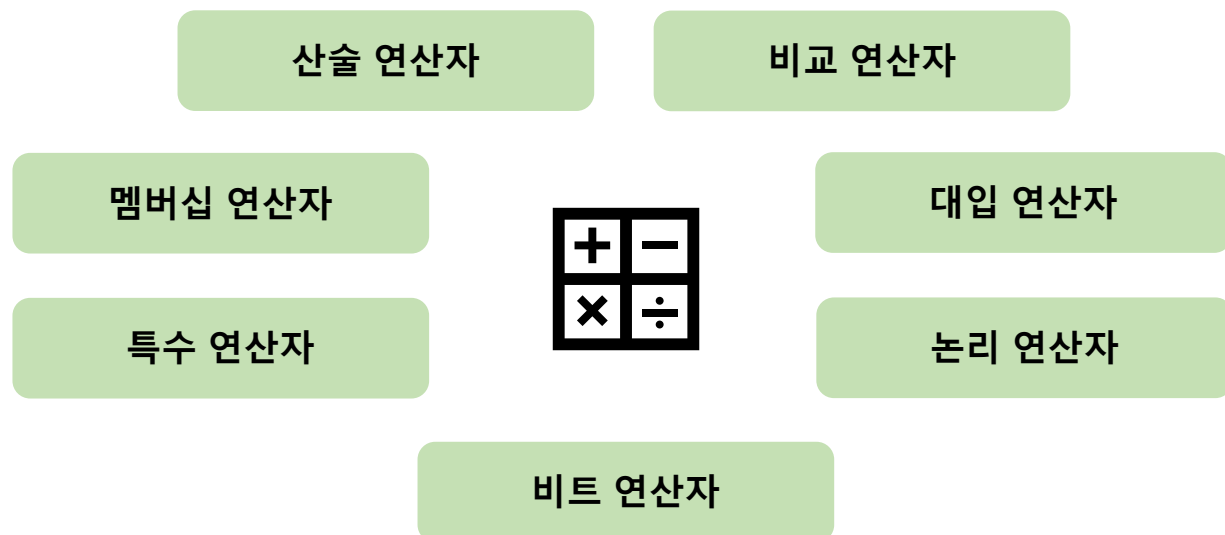 산술 연산자
비교 연산자
멤버십 연산자
대입 연산자
+ −
× ÷
특수 연산자
논리 연산자
비트 연산자